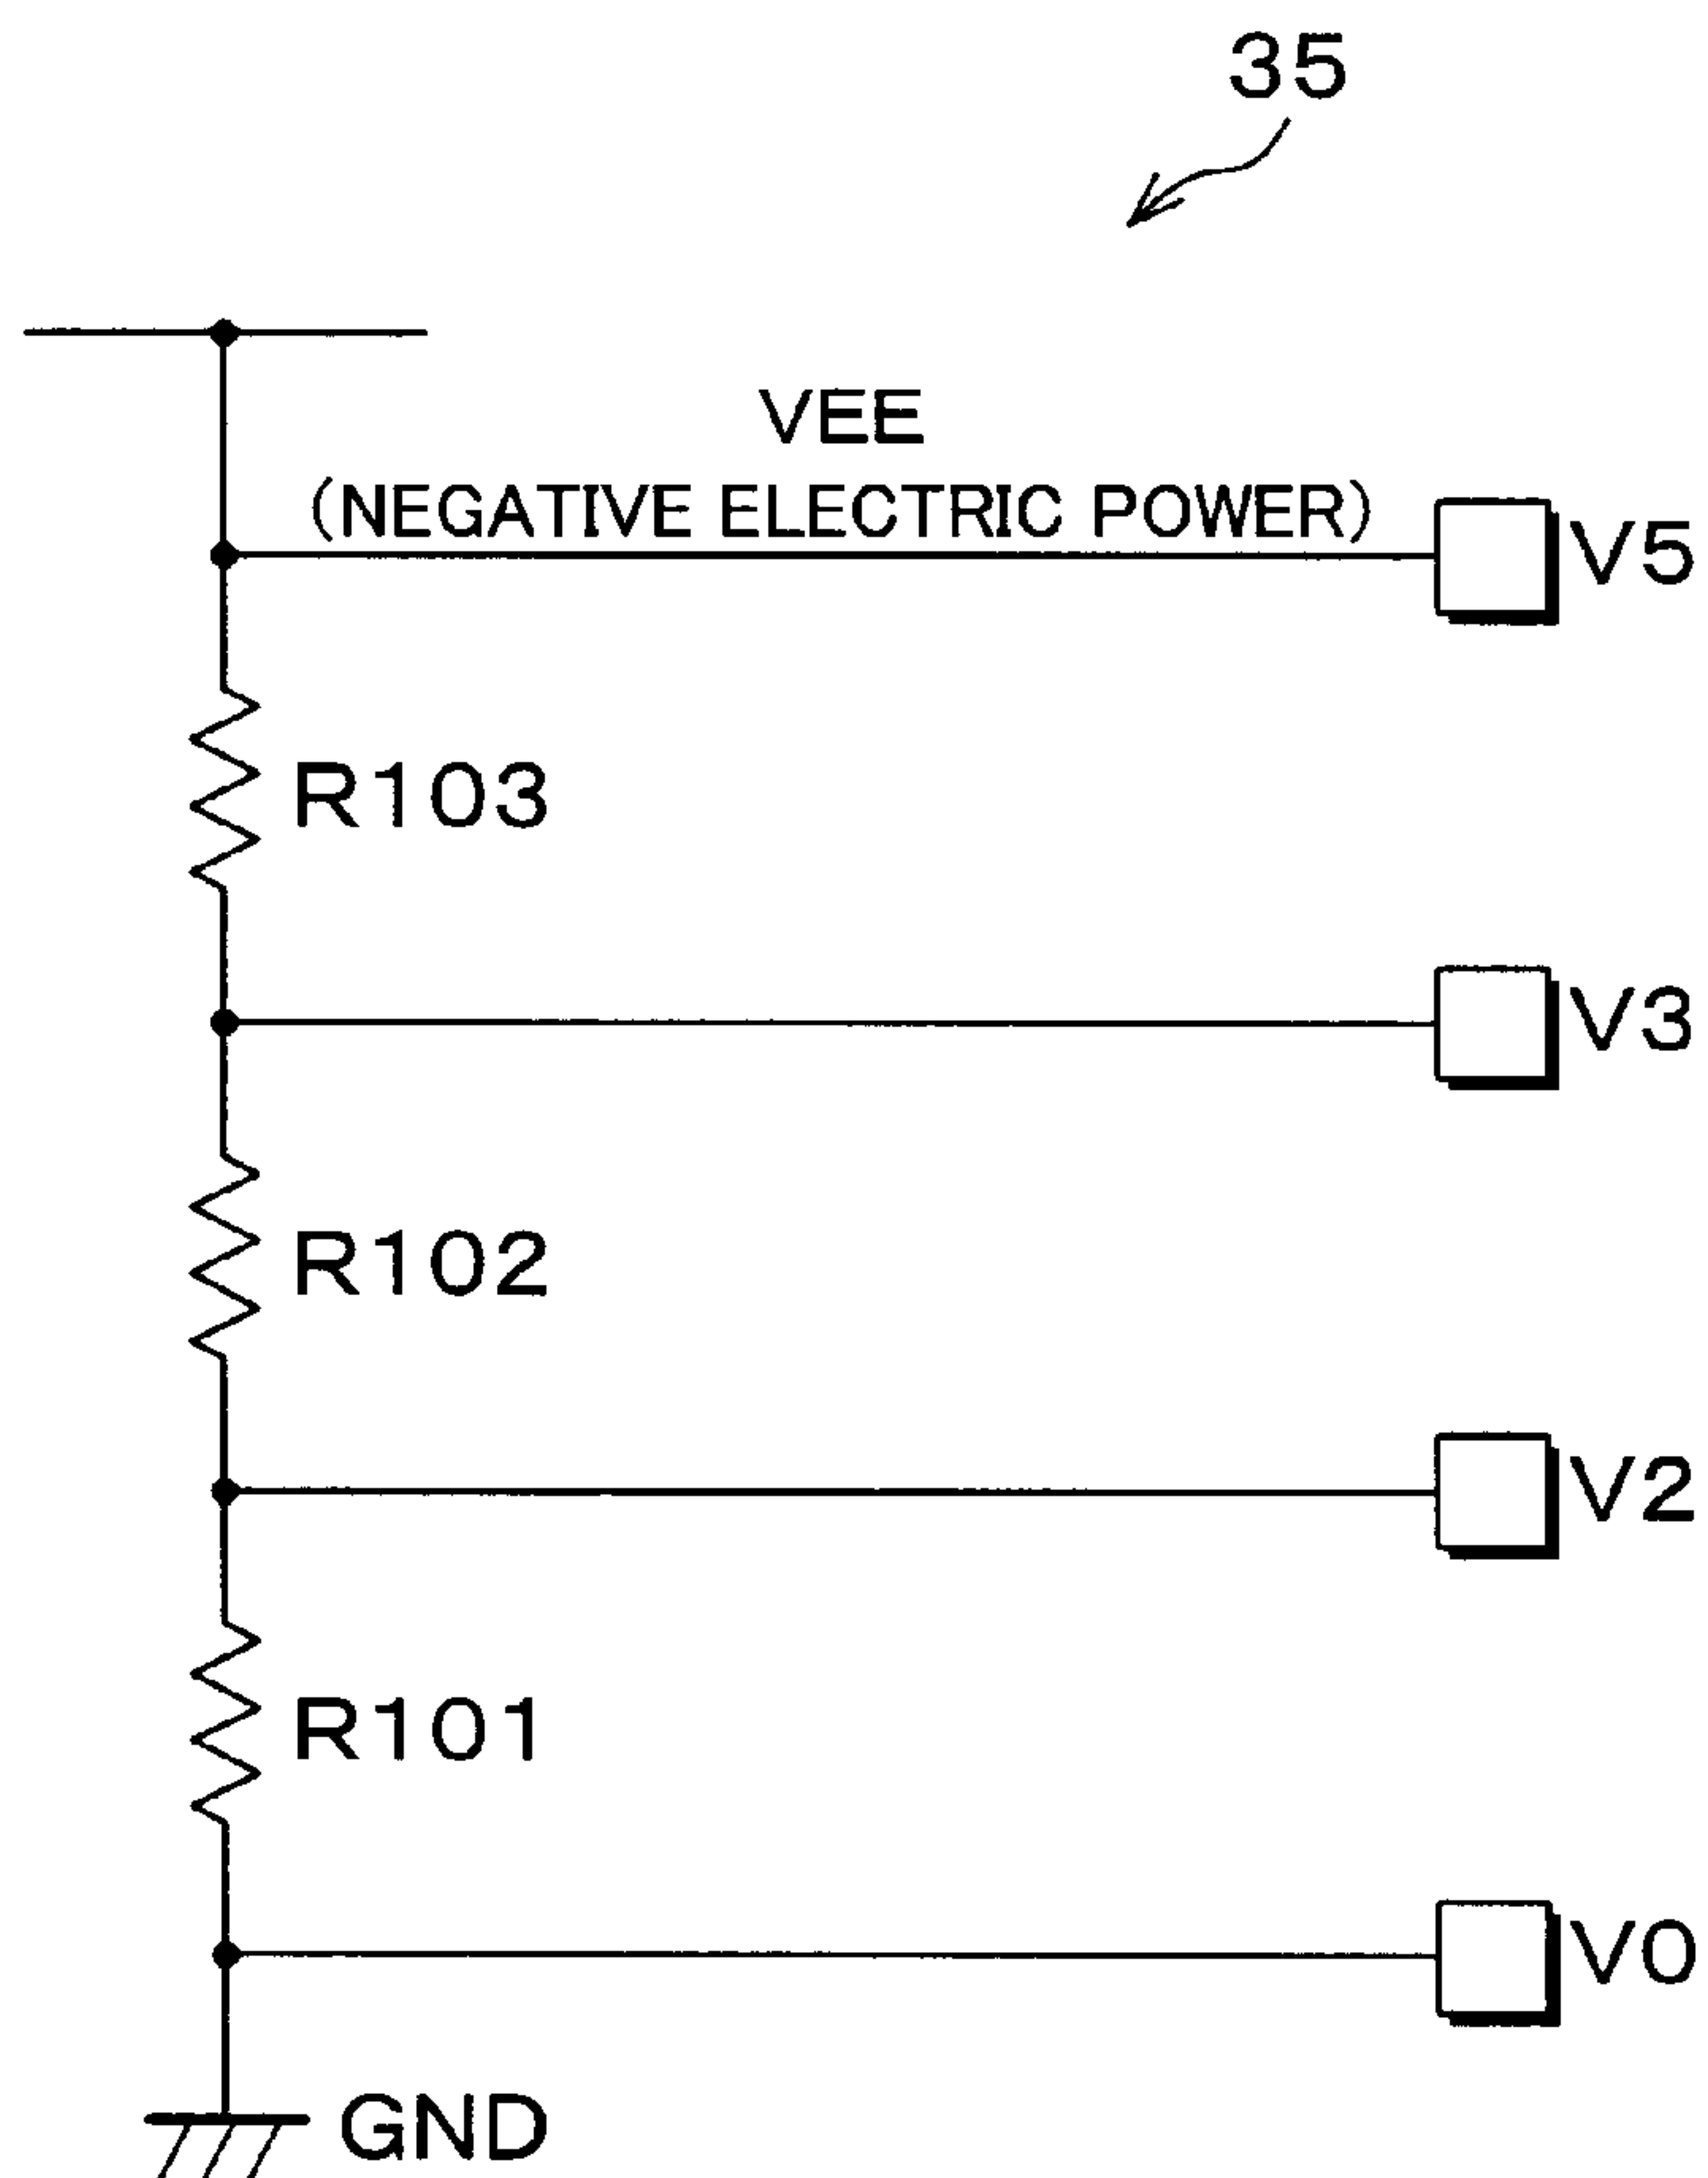 35
VEE
(NEGATIVE ELECTRIC POWER)
V5
R103
V3
R102
V2
R101
V0
GND